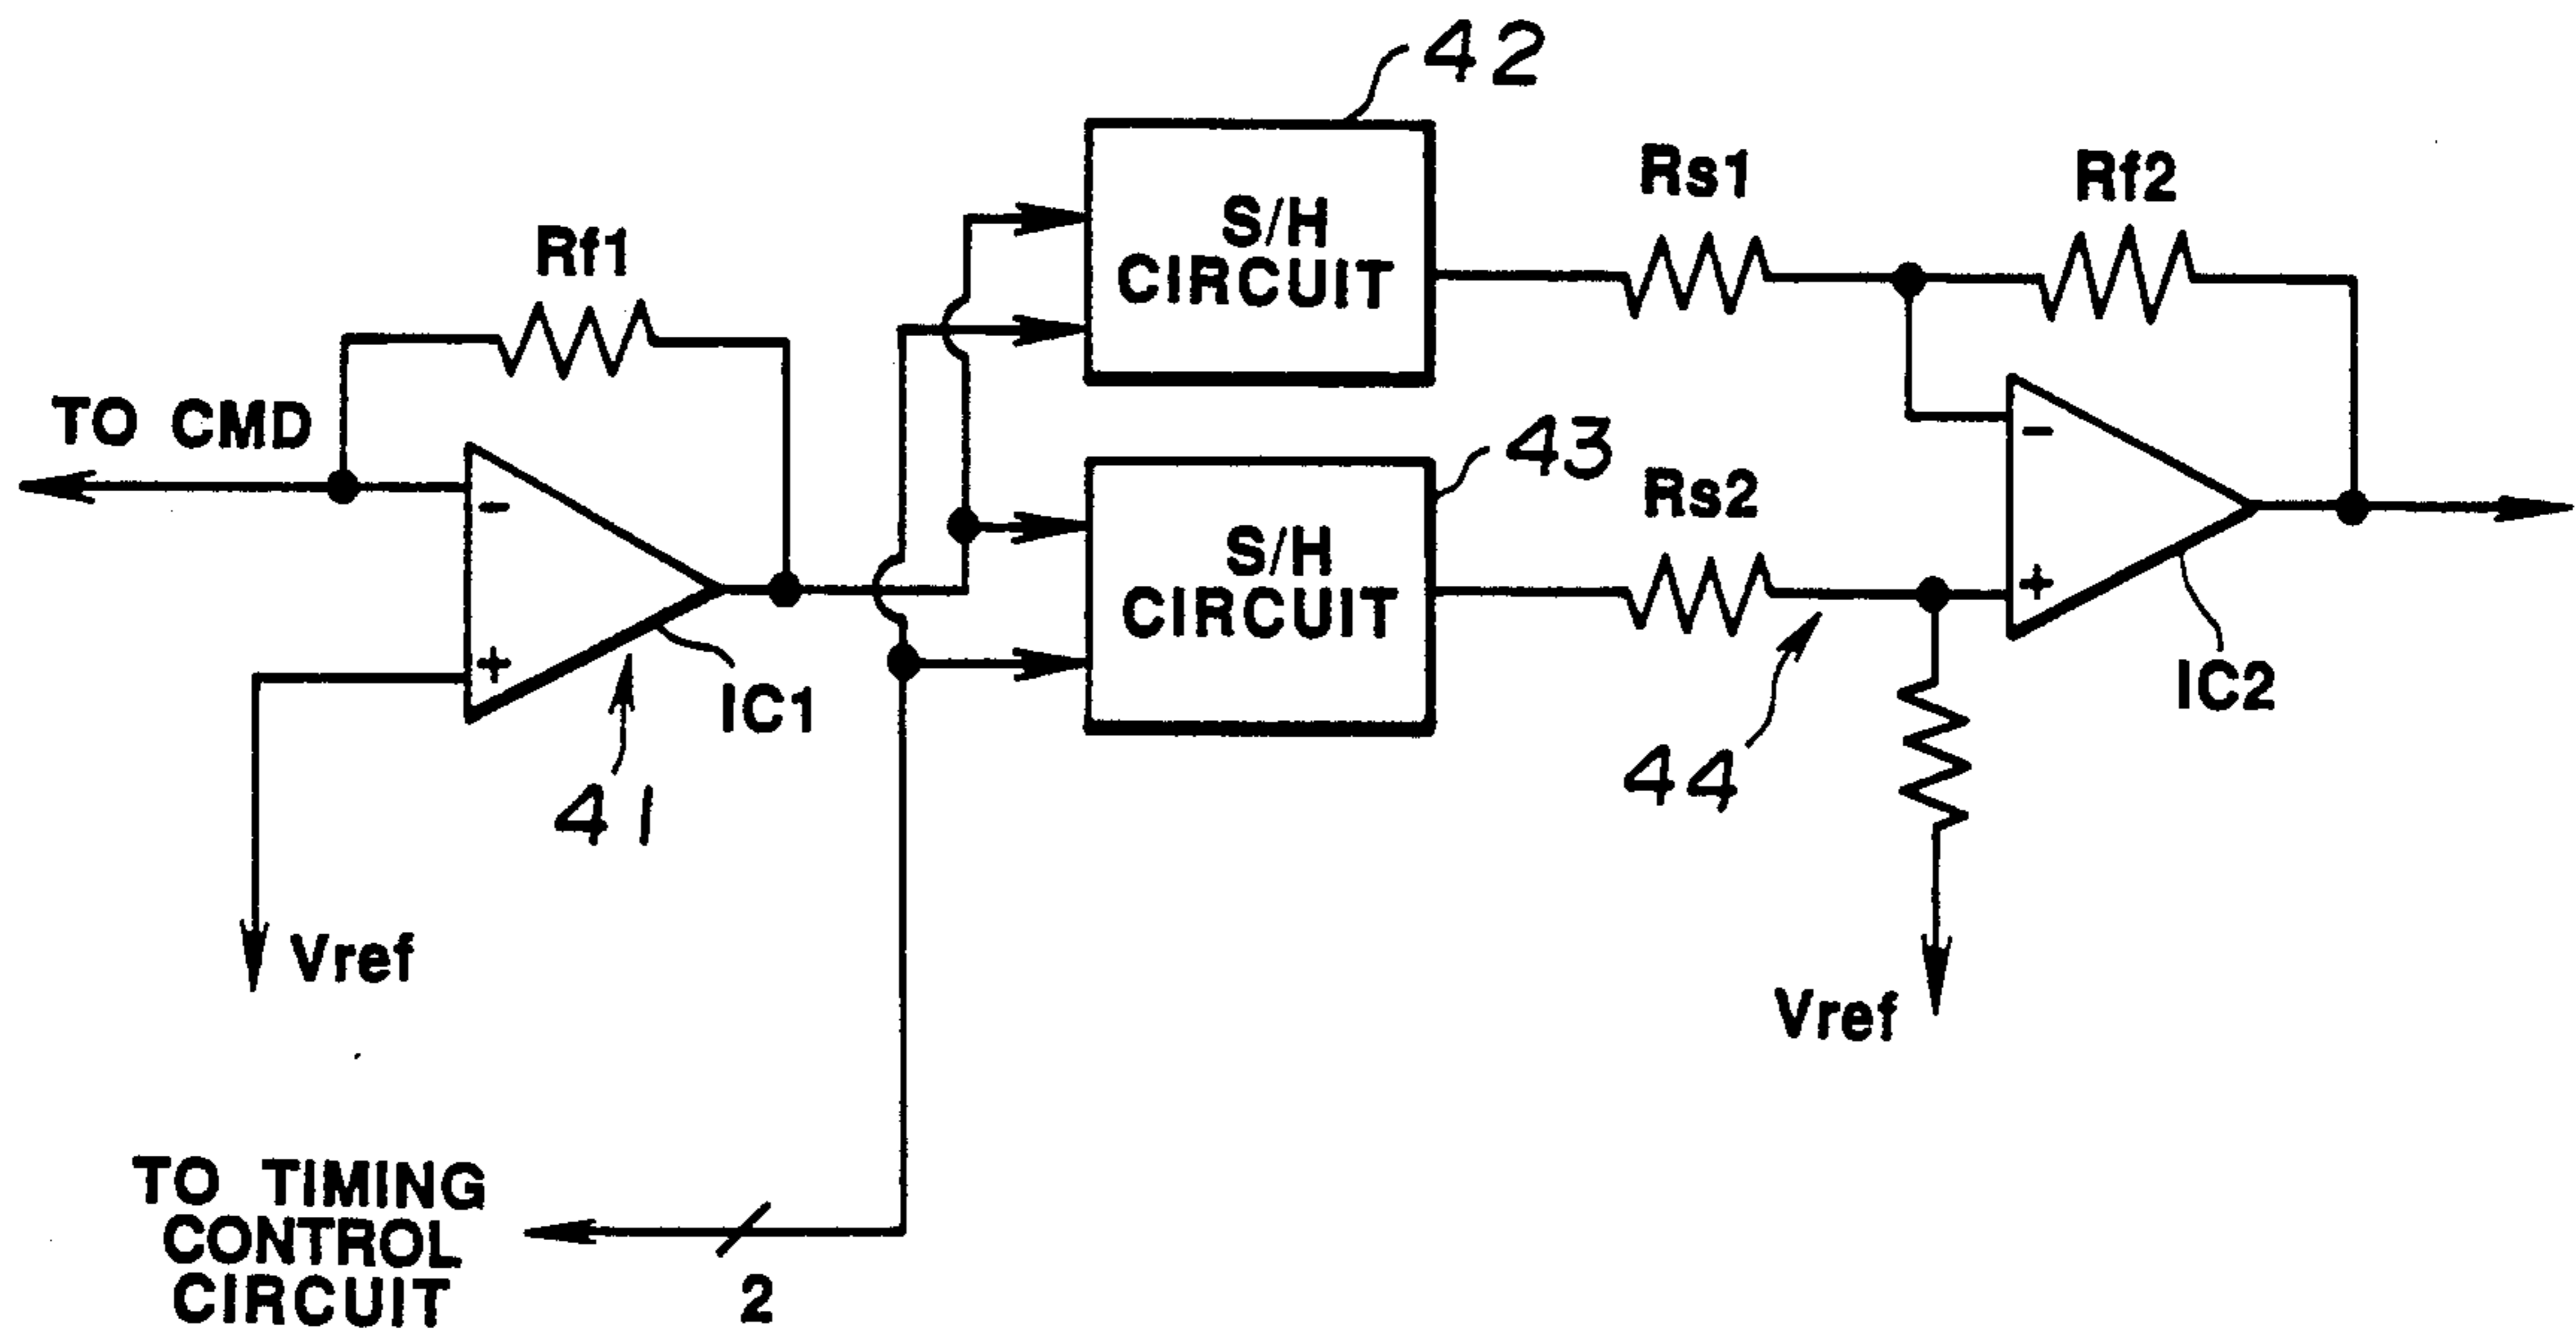 42
Rs1
Rf2
S/H
CIRCUIT
Rf1
TO CMD
-
+
IC1
41
43
S/H
CIRCUIT
Rs2
44
-
+
IC2
Vref
Vref
TO TIMING
CONTROL
CIRCUIT
2